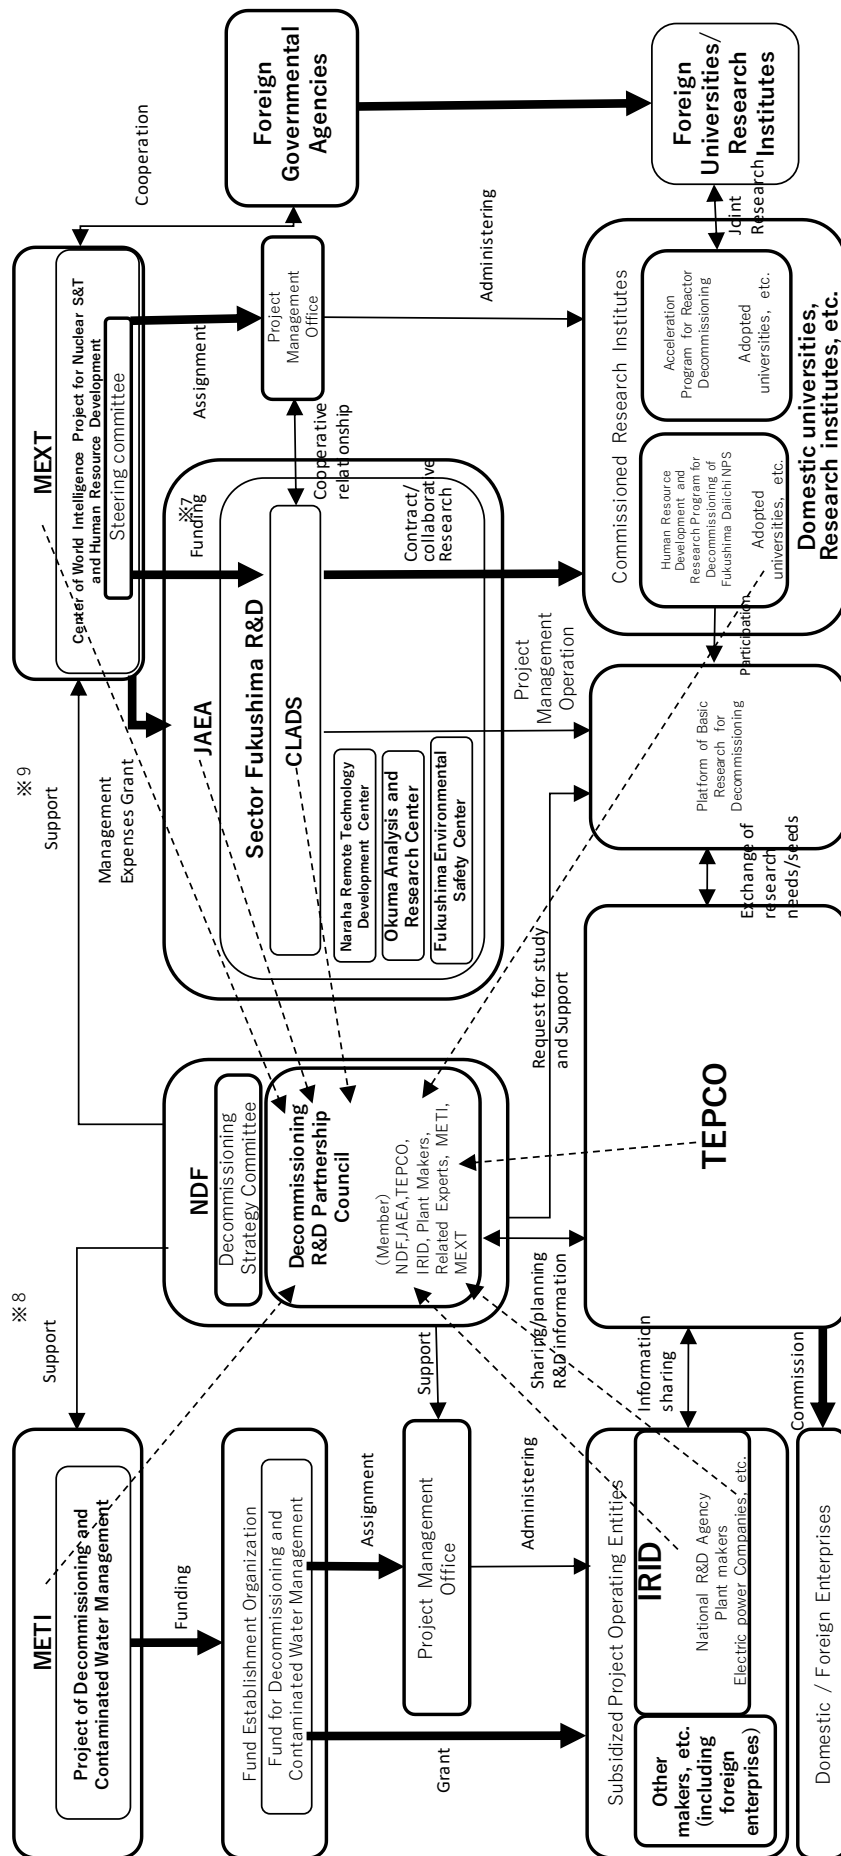 METI
Project of Decommissioning and
Contaminated Water Management
Support
※8
Funding
Fund Establishment Organization
Fund for Decommissioning and
Contaminated Water Management
Assignment
Grant
Project Management
Office
Support
Administering
Subsidized Project Operating Entities
IRID
National R&D Agency
Plant makers
Electric power Companies, etc.
Other
makers, etc.
(including
foreign
enterprises)
Domestic / Foreign Enterprises
Commission
Information
sharing
NDF
Decommissioning
Strategy Committee
Decommissioning
R&D Partnership
Council
(Member)
NDF,JAEA,TEPCO,
IRID, Plant Makers,
Related Experts, METI,
MEXT
Sharing/planning
R&D information
Request for study
and Support
TEPCO
Exchange of
research
needs/seeds
※9
Support
MEXT
Center of World Intelligence Project for Nuclear S&T
and Human Resource Development
Steering committee
Management
Expenses Grant
※7
Funding
Assignment
Cooperation
JAEA
Sector Fukushima R&D
CLADS
Naraha Remote Technology
Development Center
Okuma Analysis and
Research Center
Fukushima Environmental
Safety Center
Cooperative
relationship
Project
Management
Office
Foreign
Governmental
Agencies
Contract/
collaborative
Research
Administering
Project
Management
Operation
Platform of Basic
Research for
Decommissioning
Participation
Commissioned Research Institutes
Human Resource
Development and
Research Program for
Decommissioning of
Fukushima Daiichi NPS
Adopted
universities, etc.
Acceleration
Program for Reactor
Decommissioning
Adopted
universities, etc.
Domestic universities,
Research institutes, etc.
Joint
Research
Foreign
Universities/
Research
Institutes